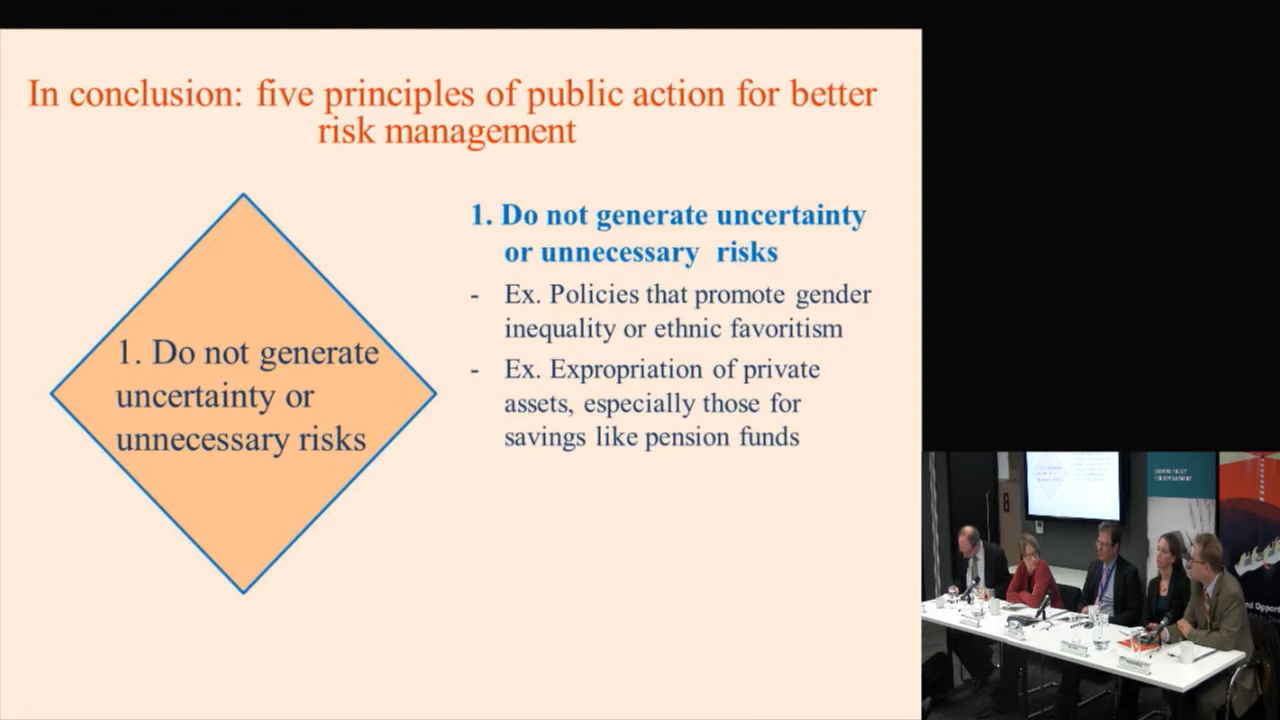 In conclusion: five principles of public action for better
risk management
1. Do not generate
uncertainty or
unnecessary risks
1. Do not generate uncertainty
or unnecessary risks
- Ex. Policies that promote gender
inequality or ethnic favoritism
- Ex. Expropriation of private
assets, especially those for
savings like pension funds
FOR DEVELOPMENT